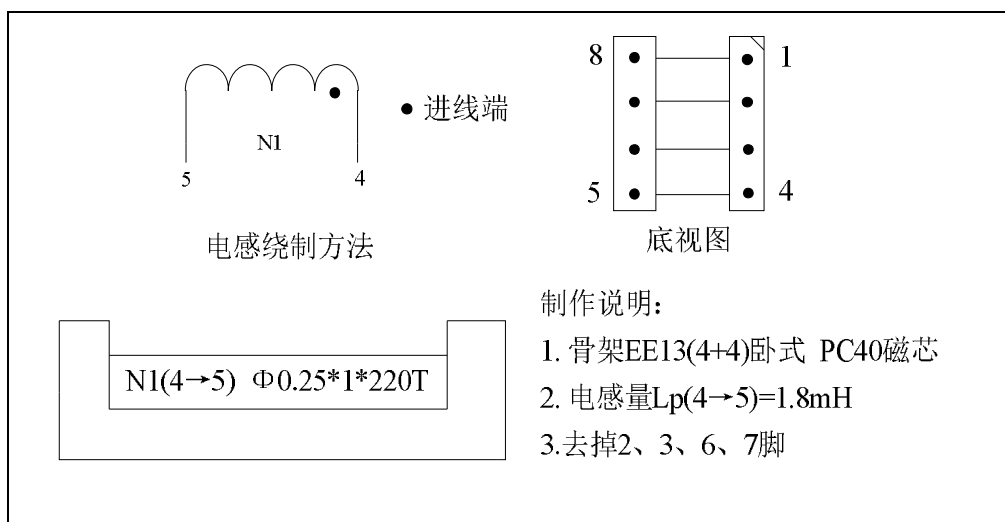 N1
5
4
● 进线端
电感绕制方法
8
1
5
4
底视图
N1(4→5) Φ0.25*1*220T
制作说明：
1. 骨架EE13(4+4)卧式 PC40磁芯
2. 电感量Lp(4→5)=1.8mH
3.去掉2、3、6、7脚